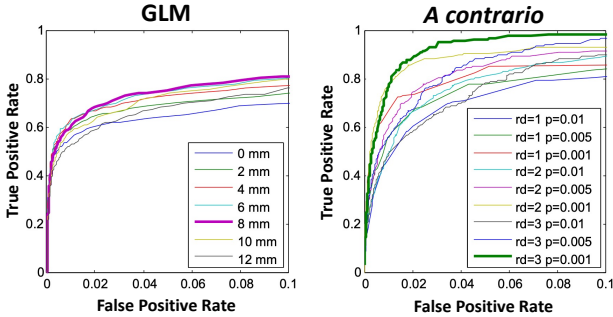 GLM
True Positive Rate
1
0.8
0.6
0.4
0.2
0
0 mm
2 mm
4 mm
6 mm
8 mm
10 mm
12 mm
0 0.02 0.04 0.06 0.08 0.1
False Positive Rate
A contrario
True Positive Rate
1
0.8
0.6
0.4
0.2
0
rd=1 p=0.01
rd=1 p=0.005
rd=1 p=0.001
rd=2 p=0.01
rd=2 p=0.005
rd=2 p=0.001
rd=3 p=0.01
rd=3 p=0.005
rd=3 p=0.001
0 0.02 0.04 0.06 0.08 0.1
False Positive Rate